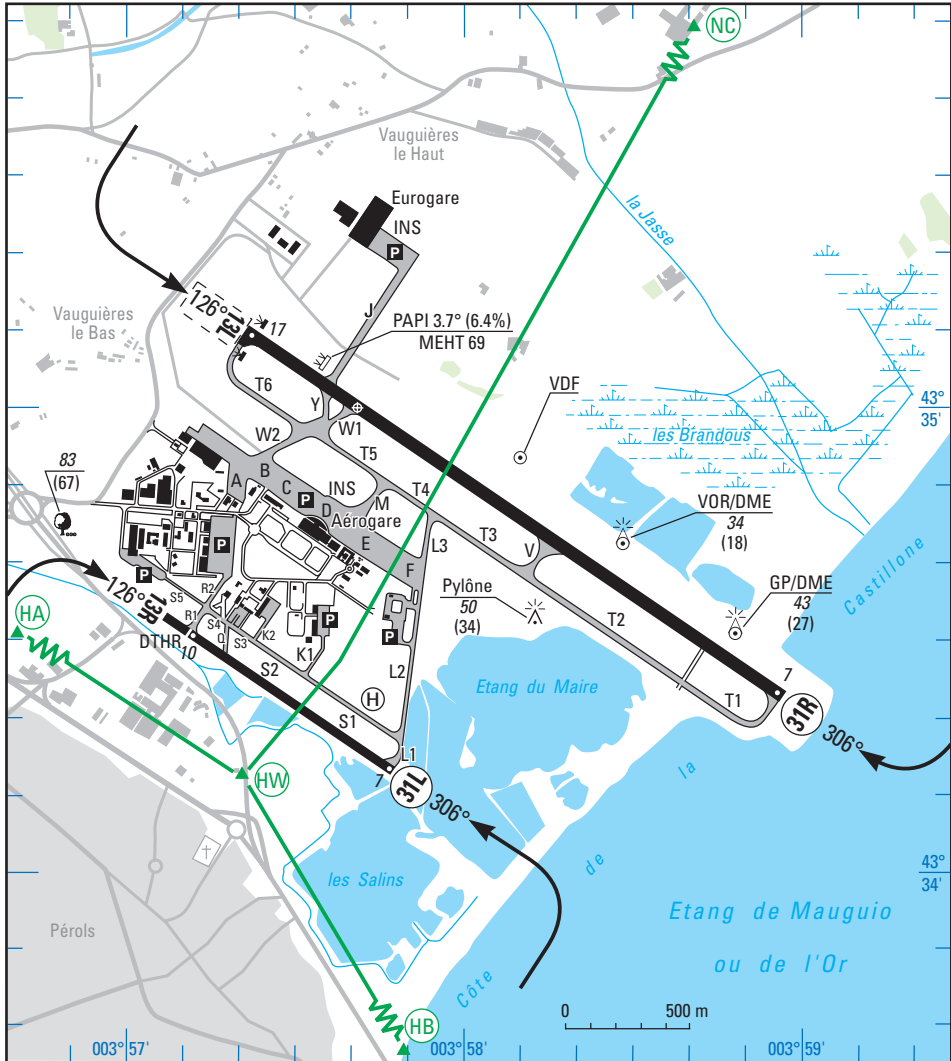 NC
Vauguières
le Haut
Eurogare
INS
P
la Jasse
J
126°
13L
17
PAPI 3.7° (6.4%)
MEHT 69
Vauguières
le Bas
T6
Y
VDF
43°
35'
W2
W1
T5
les Brandous
83
(67)
B
A
C
P
INS
D
M
T4
Aérogare
VOR/DME
34
(18)
E
L3
T3
V
P
F
GP/DME
43
(27)
Castillone
126°
13R
P
S5
R2
Pylône
50
(34)
T2
HA
R1
S4
Q
S3
K2
P
P
DTHR
10
K1
L2
S2
Etang du Maire
7
T1
H
S1
31R
306°
L1
HW
7
31L
306°
la
de
Côte
les Salins
43°
34'
Pérols
Etang de Mauguio
ou de l'Or
0
500 m
HB
003°57'
003°58'
003°59'